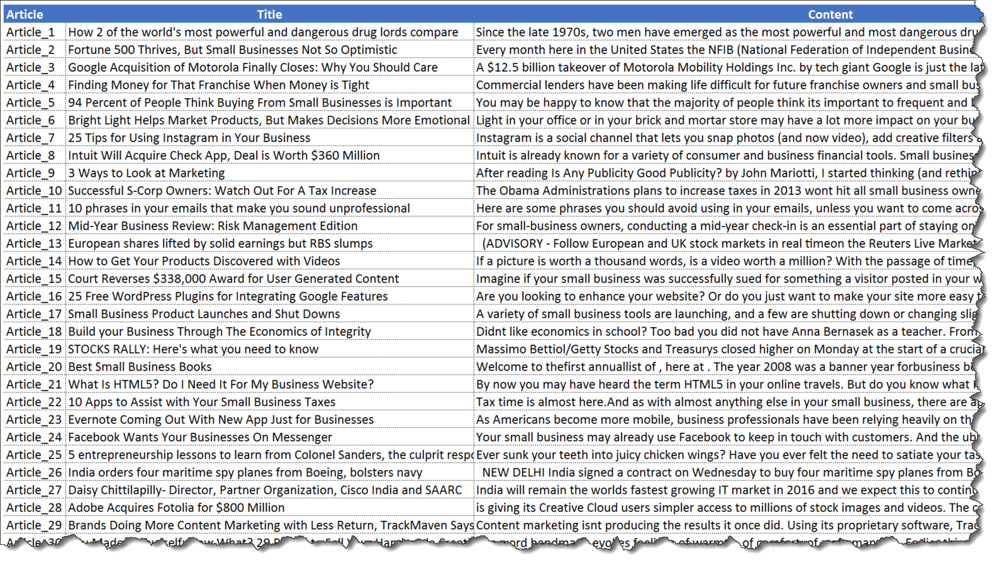 Article Title Content
Article_1 How 2 of the world's most powerful and dangerous drug lords compare Since the late 1970s, two men have emerged as the most powerful and most dangerous dru
Article_2 Fortune 500 Thrives, But Small Businesses Not So Optimistic Every month here in the United States the NFIB (National Federation of Independent Busine
Article_3 Google Acquisition of Motorola Finally Closes: Why You Should Care A $12.5 billion takeover of Motorola Mobility Holdings Inc. by tech giant Google is just the lat
Article_4 Finding Money for That Franchise When Money is Tight Commercial lenders have been making life difficult for future franchise owners and small bus
Article_5 94 Percent of People Think Buying From Small Businesses is Important You may be happy to know that the majority of people think its important to frequent and
Article_6 Bright Light Helps Market Products, But Makes Decisions More Emotional Light in your office or in your brick and mortar store may have a lot more impact on your bu
Article_7 25 Tips for Using Instagram in Your Business Instagram is a social channel that lets you snap photos (and now video), add creative filters
Article_8 Intuit Will Acquire Check App, Deal is Worth $360 Million Intuit is already known for a variety of consumer and business financial tools. Small business
Article_9 3 Ways to Look at Marketing After reading Is Any Publicity Good Publicity? by John Mariotti, I started thinking (and rethin
Article_10 Successful S-Corp Owners: Watch Out For A Tax Increase The Obama Administrations plans to increase taxes in 2013 wont hit all small business owne
Article_11 10 phrases in your emails that make you sound unprofessional Here are some phrases you should avoid using in your emails, unless you want to come acros
Article_12 Mid-Year Business Review: Risk Management Edition For small-business owners, conducting a mid-year check-in is an essential part of staying on
Article_13 European shares lifted by solid earnings but RBS slumps (ADVISORY - Follow European and UK stock markets in real timeon the Reuters Live Market
Article_14 How to Get Your Products Discovered with Videos If a picture is worth a thousand words, is a video worth a million? With the passage of time,
Article_15 Court Reverses $338,000 Award for User Generated Content Imagine if your small business was successfully sued for something a visitor posted in your w
Article_16 25 Free WordPress Plugins for Integrating Google Features Are you looking to enhance your website? Or do you just want to make your site more easy t
Article_17 Small Business Product Launches and Shut Downs A variety of small business tools are launching, and a few are shutting down or changing slig
Article_18 Build your Business Through The Economics of Integrity Didnt like economics in school? Too bad you did not have Anna Bernasek as a teacher. From
Article_19 STOCKS RALLY: Here's what you need to know Massimo Bettiol/Getty Stocks and Treasurys closed higher on Monday at the start of a crucial
Article_20 Best Small Business Books Welcome to thefirst annuallist of , here at . The year 2008 was a banner year forbusiness bo
Article_21 What Is HTML5? Do I Need It For My Business Website? By now you may have heard the term HTML5 in your online travels. But do you know what
Article_22 10 Apps to Assist with Your Small Business Taxes Tax time is almost here.And as with almost anything else in your small business, there are ap
Article_23 Evernote Coming Out With New App Just for Businesses As Americans become more mobile, business professionals have been relying heavily on th
Article_24 Facebook Wants Your Businesses On Messenger Your small business may already use Facebook to keep in touch with customers. And the ub
Article_25 5 entrepreneurship lessons to learn from Colonel Sanders, the culprit respo Ever sunk your teeth into juicy chicken wings? Have you ever felt the need to satiate your tas
Article_26 India orders four maritime spy planes from Boeing, bolsters navy NEW DELHI India signed a contract on Wednesday to buy four maritime spy planes from Bo
Article_27 Daisy Chittilapilly- Director, Partner Organization, Cisco India and SAARC India will remain the worlds fastest growing IT market in 2016 and we expect this to contin
Article_28 Adobe Acquires Fotolia for $800 Million is giving its Creative Cloud users simpler access to millions of stock images and videos. The c
Article_29 Brands Doing More Content Marketing with Less Return, TrackMaven Says Content marketing isnt producing the results it once did. Using its proprietary software, Trac